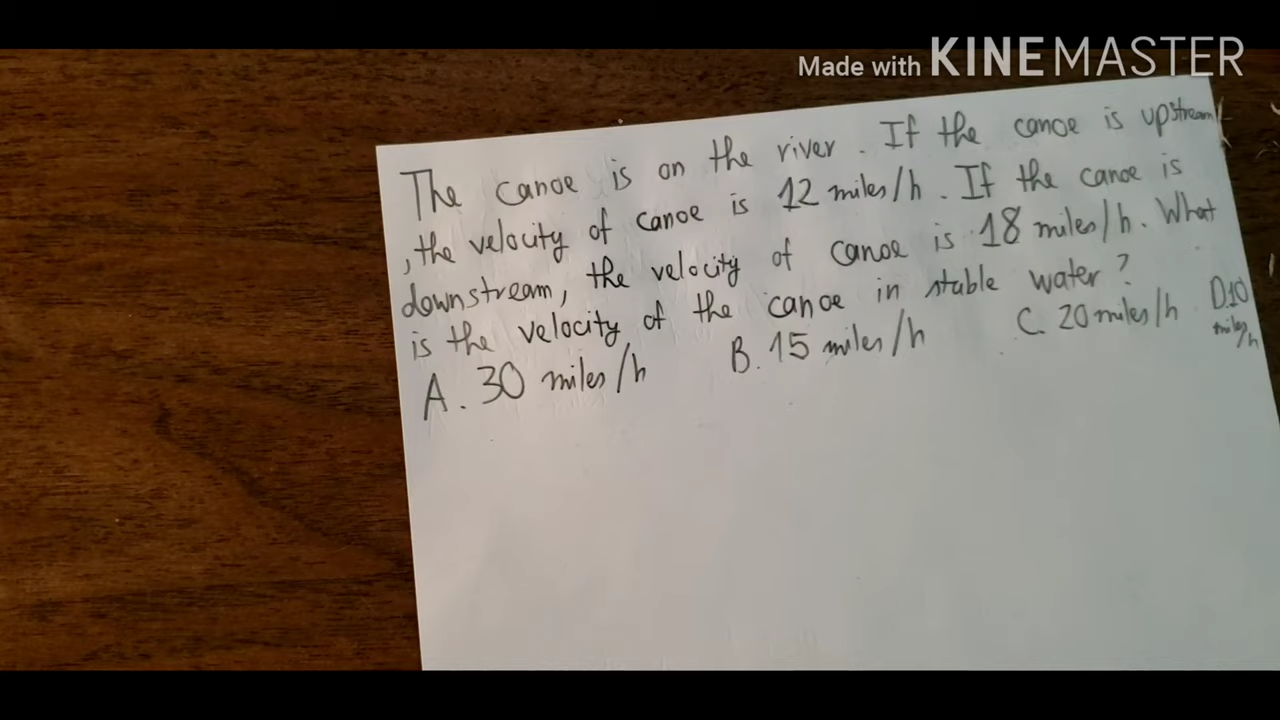 Made with KINEMASTER
The canoe is on the river. If the canoe is upstream
, the velocity of canoe is 12 miles/h. If the canoe is
downstream, the velocity of canoe is 18 miles/h. What
is the velocity of the canoe in stable water?
A. 30 miles/h B. 15 miles/h C. 20 miles/h D10
miles/h